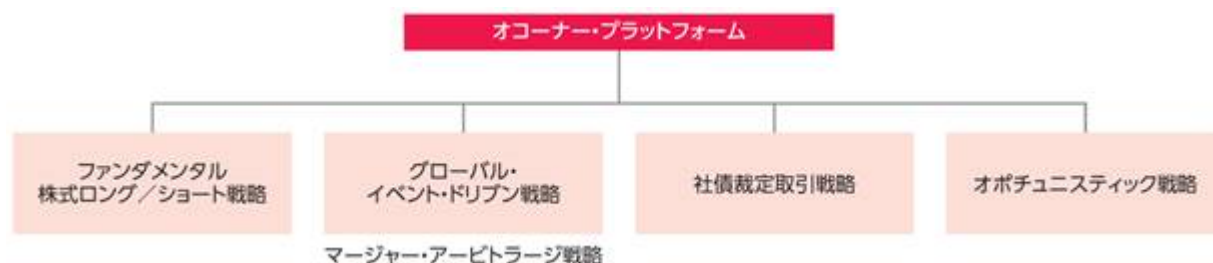 オコーナー・プラットフォーム
ファンダメンタル
株式ロング／ショート戦略
グローバル・
イベント・ドリブン戦略
社債裁定取引戦略
オポチュニスティック戦略
マージャー・アービトラージ戦略